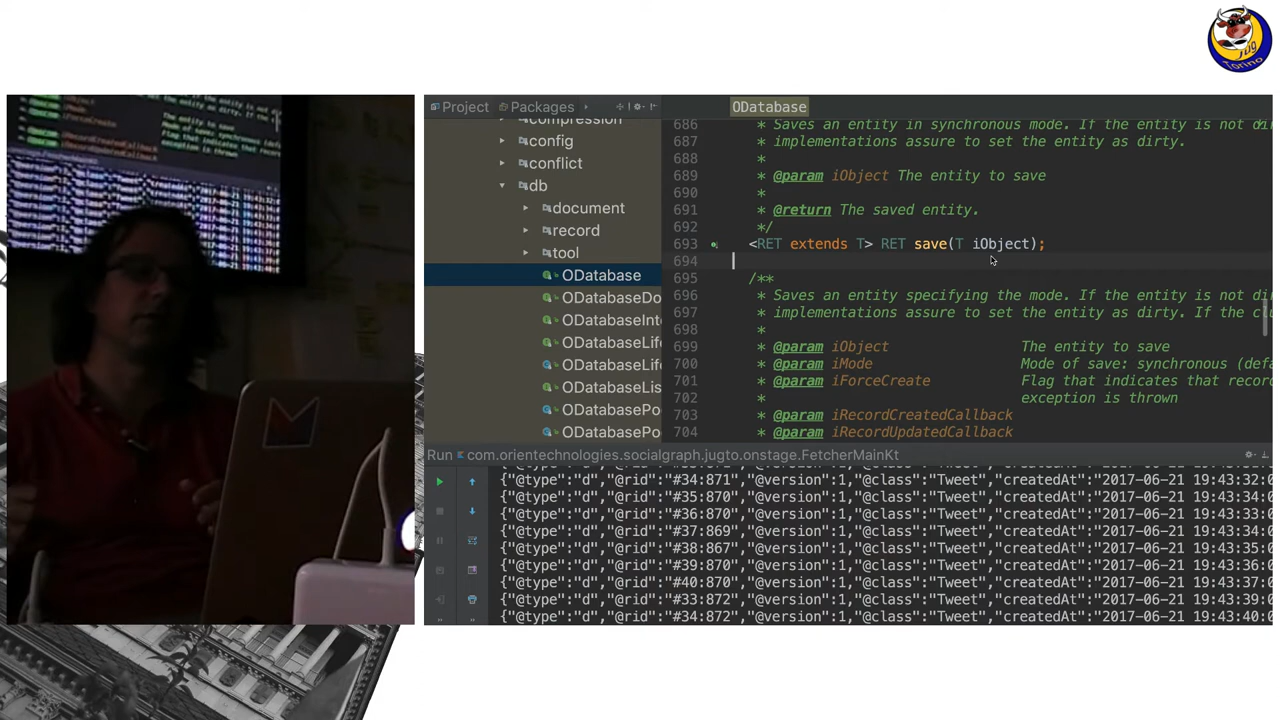 Jug
Torino
Project
Packages
ODatabase
compression
config
conflict
db
document
record
tool
ODatabase
ODatabaseDo
ODatabaseInt
ODatabaseLif
ODatabaseLife
ODatabaseLis
ODatabasePo
ODatabasePo
686 * Saves an entity in synchronous mode. If the entity is not di
687 * implementations assure to set the entity as dirty.
688 *
689 * @param iObject The entity to save
690 *
691 * @return The saved entity.
692 */
693 <RET extends T> RET save(T iObject);
694
695 /**
696 * Saves an entity specifying the mode. If the entity is not di
697 * implementations assure to set the entity as dirty. If the clu
698 *
699 * @param iObject The entity to save
700 * @param iMode Mode of save: synchronous (defa
701 * @param iForceCreate Flag that indicates that recor
702 * exception is thrown
703 * @param iRecordCreatedCallback
704 * @param iRecordUpdatedCallback
Run com.orientechnologies.socialgraph.jugto.onstage.FetcherMainKt
{"@type":"d","@rid":"#34:871","@version":1,"@class":"Tweet","createdAt":"2017-06-21 19:43:32:0
{"@type":"d","@rid":"#35:870","@version":1,"@class":"Tweet","createdAt":"2017-06-21 19:43:34:0
{"@type":"d","@rid":"#36:870","@version":1,"@class":"Tweet","createdAt":"2017-06-21 19:43:33:0
{"@type":"d","@rid":"#37:869","@version":1,"@class":"Tweet","createdAt":"2017-06-21 19:43:34:0
{"@type":"d","@rid":"#38:867","@version":1,"@class":"Tweet","createdAt":"2017-06-21 19:43:35:0
{"@type":"d","@rid":"#39:870","@version":1,"@class":"Tweet","createdAt":"2017-06-21 19:43:36:0
{"@type":"d","@rid":"#40:870","@version":1,"@class":"Tweet","createdAt":"2017-06-21 19:43:37:0
{"@type":"d","@rid":"#33:872","@version":1,"@class":"Tweet","createdAt":"2017-06-21 19:43:39:0
{"@type":"d","@rid":"#34:872","@version":1,"@class":"Tweet","createdAt":"2017-06-21 19:43:40:0